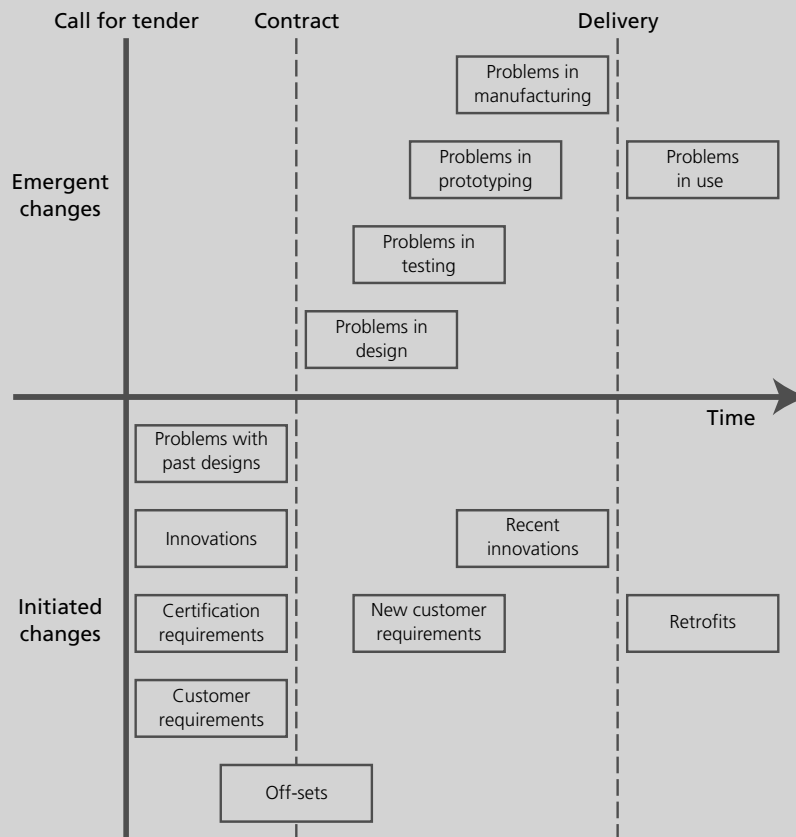 Call for tender
Contract
Delivery
Problems in
manufacturing
Problems in
prototyping
Problems
in use
Emergent
changes
Problems in
testing
Problems in
design
Time
Problems with
past designs
Innovations
Recent
innovations
Initiated
changes
Certification
requirements
New customer
requirements
Retrofits
Customer
requirements
Off-sets